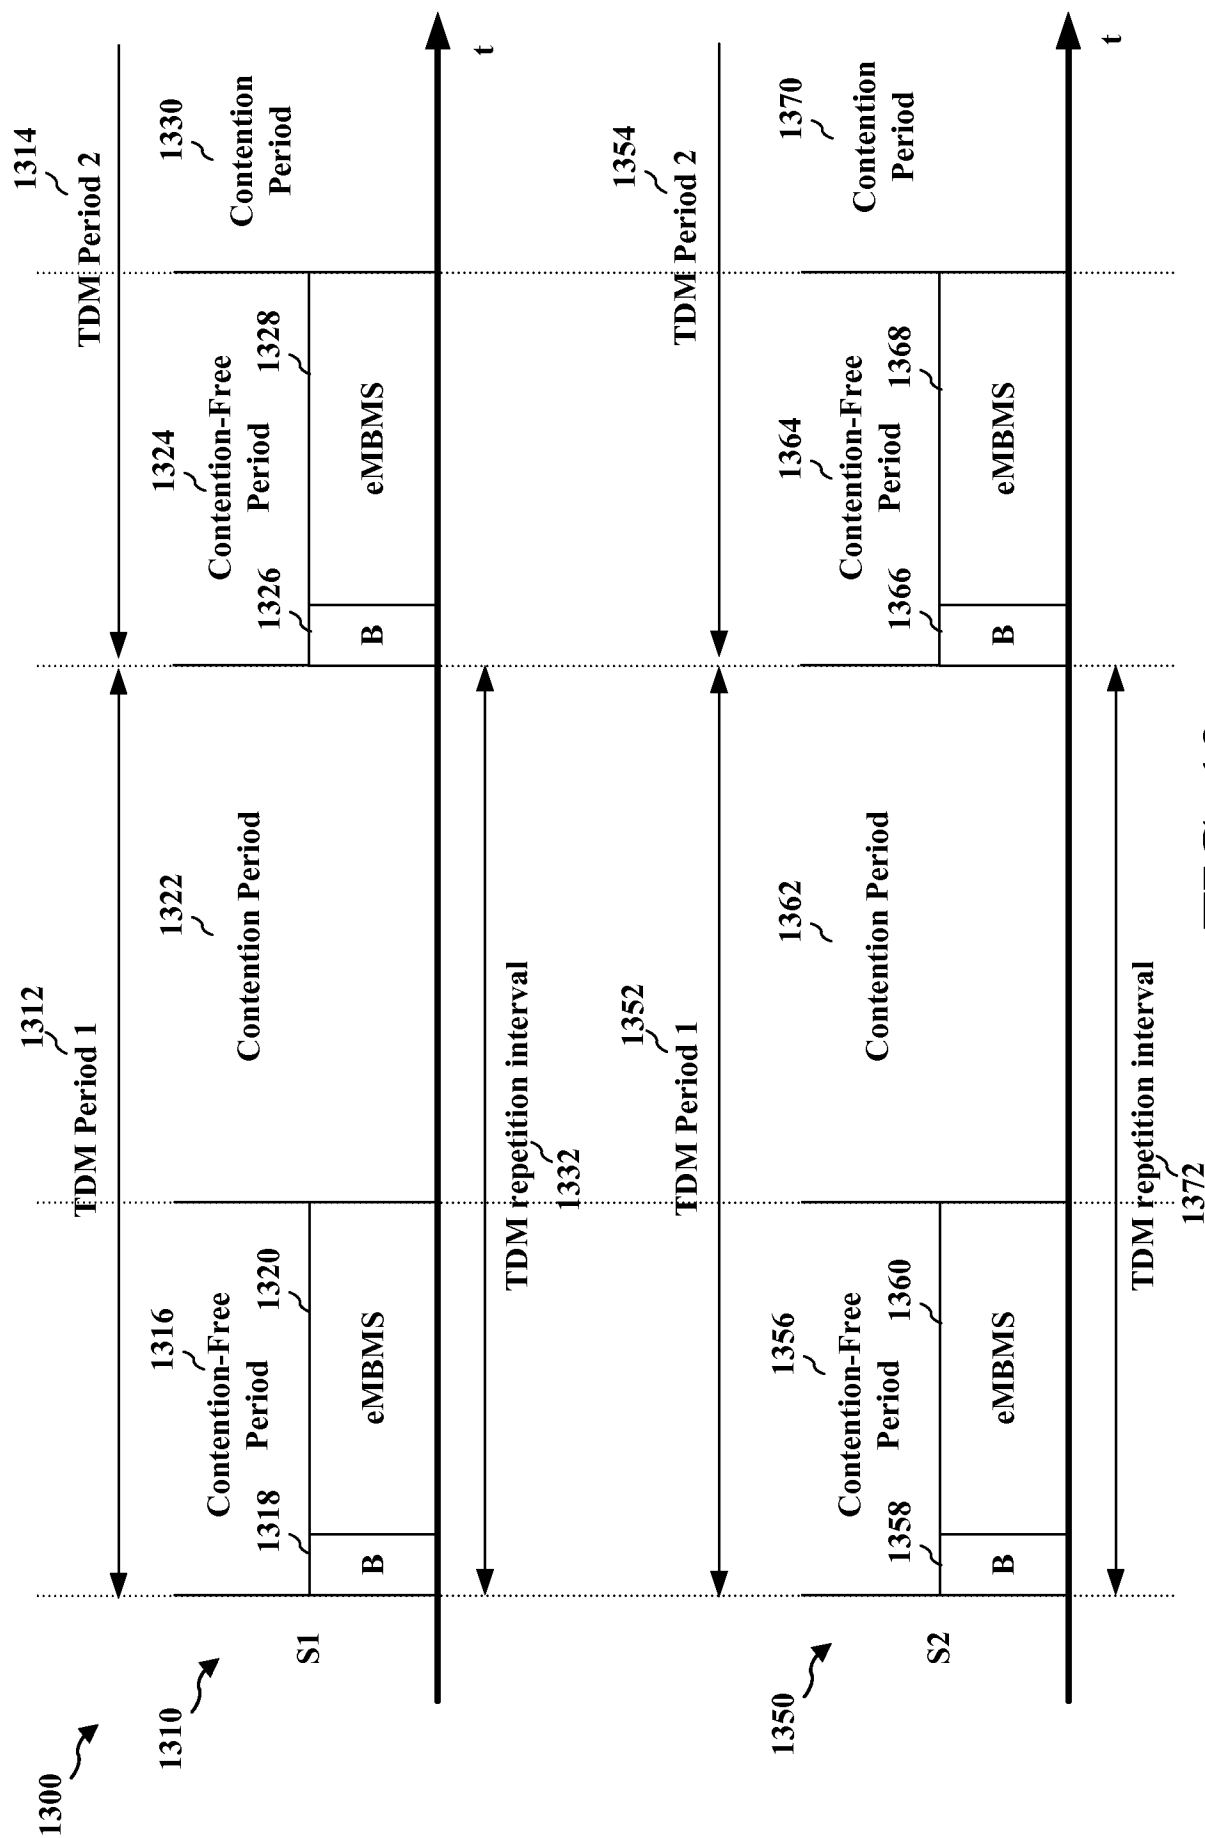 1300
1310
S1
1312
TDM Period 1
1314
TDM Period 2
1316
Contention-Free
Period
1318
1320
B
eMBMS
1322
Contention Period
1324
Contention-Free
Period
1326
1328
B
eMBMS
1330
Contention
Period
t
TDM repetition interval
1332
1350
S2
1352
TDM Period 1
1354
TDM Period 2
1356
Contention-Free
Period
1358
1360
B
eMBMS
1362
Contention Period
1364
Contention-Free
Period
1366
1368
B
eMBMS
1370
Contention
Period
t
TDM repetition interval
1372